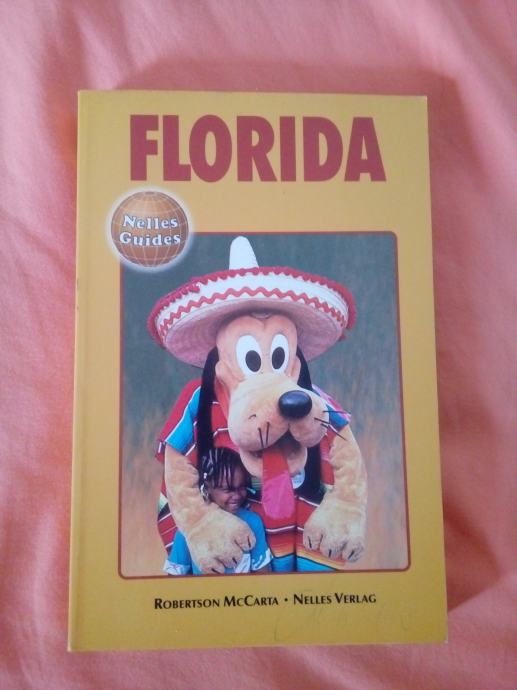 FLORIDA
Nelles
Guides
ROBERTSON MCCARTA • NELLES VERLAG